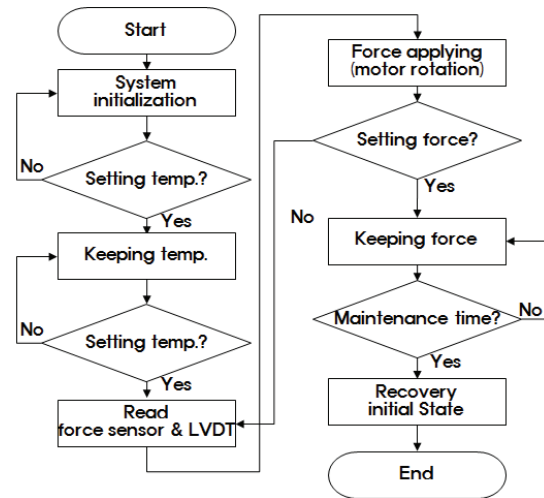 Start
System
initialization
No
Setting temp.?
Yes
Keeping temp.
No
Setting temp.?
Yes
Read
force sensor & LVDT
Force applying
(motor rotation)
Setting force?
Yes
No
Keeping force
Maintenance time?
No
Yes
Recovery
initial State
End